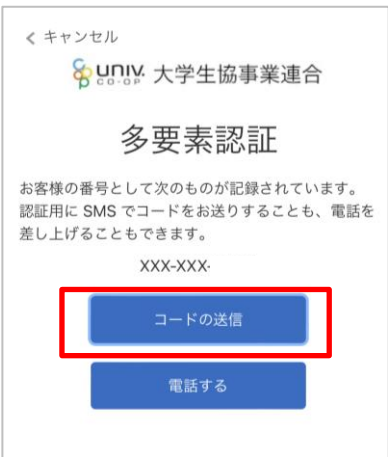 < キャンセル
UNIV. CO-OP 大学生協事業連合
多要素認証
お客様の番号として次のものが記録されています。
認証用に SMS でコードをお送りすることも、電話を
差し上げることもできます。
XXX-XXX-
コードの送信
電話する